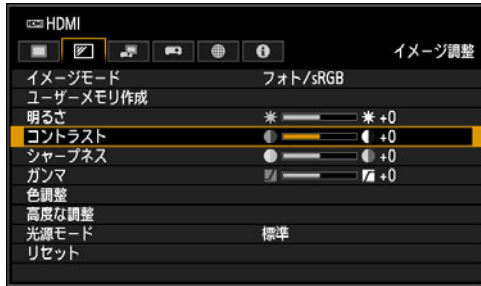 HDMI
イメージ調整
イメージモード フォト/sRGB
ユーザーメモリ作成
明るさ +0
コントラスト +0
シャープネス +0
ガンマ +0
色調整
高度な調整
光源モード 標準
リセット